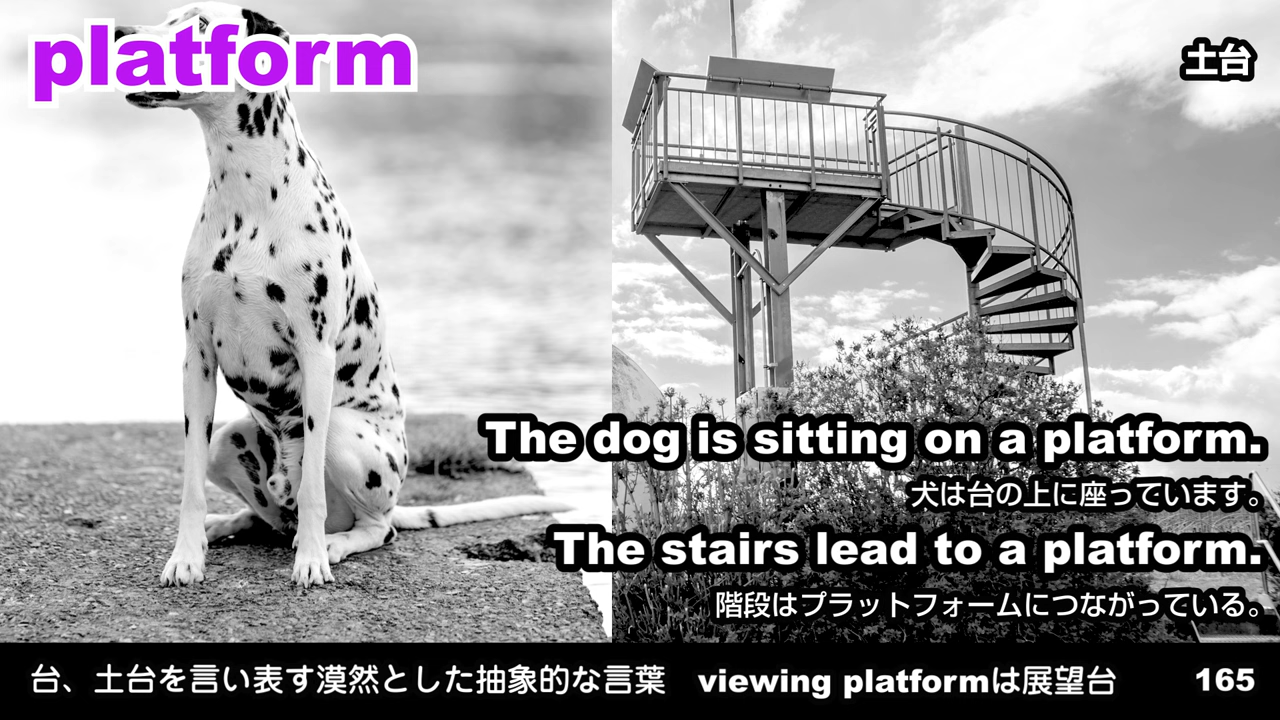 platform
土台
The dog is sitting on a platform.
犬は台の上に座っています。
The stairs lead to a platform.
階段はプラットフォームにつながっている。
台、土台を言い表す漠然とした抽象的な言葉 viewing platformは展望台
165